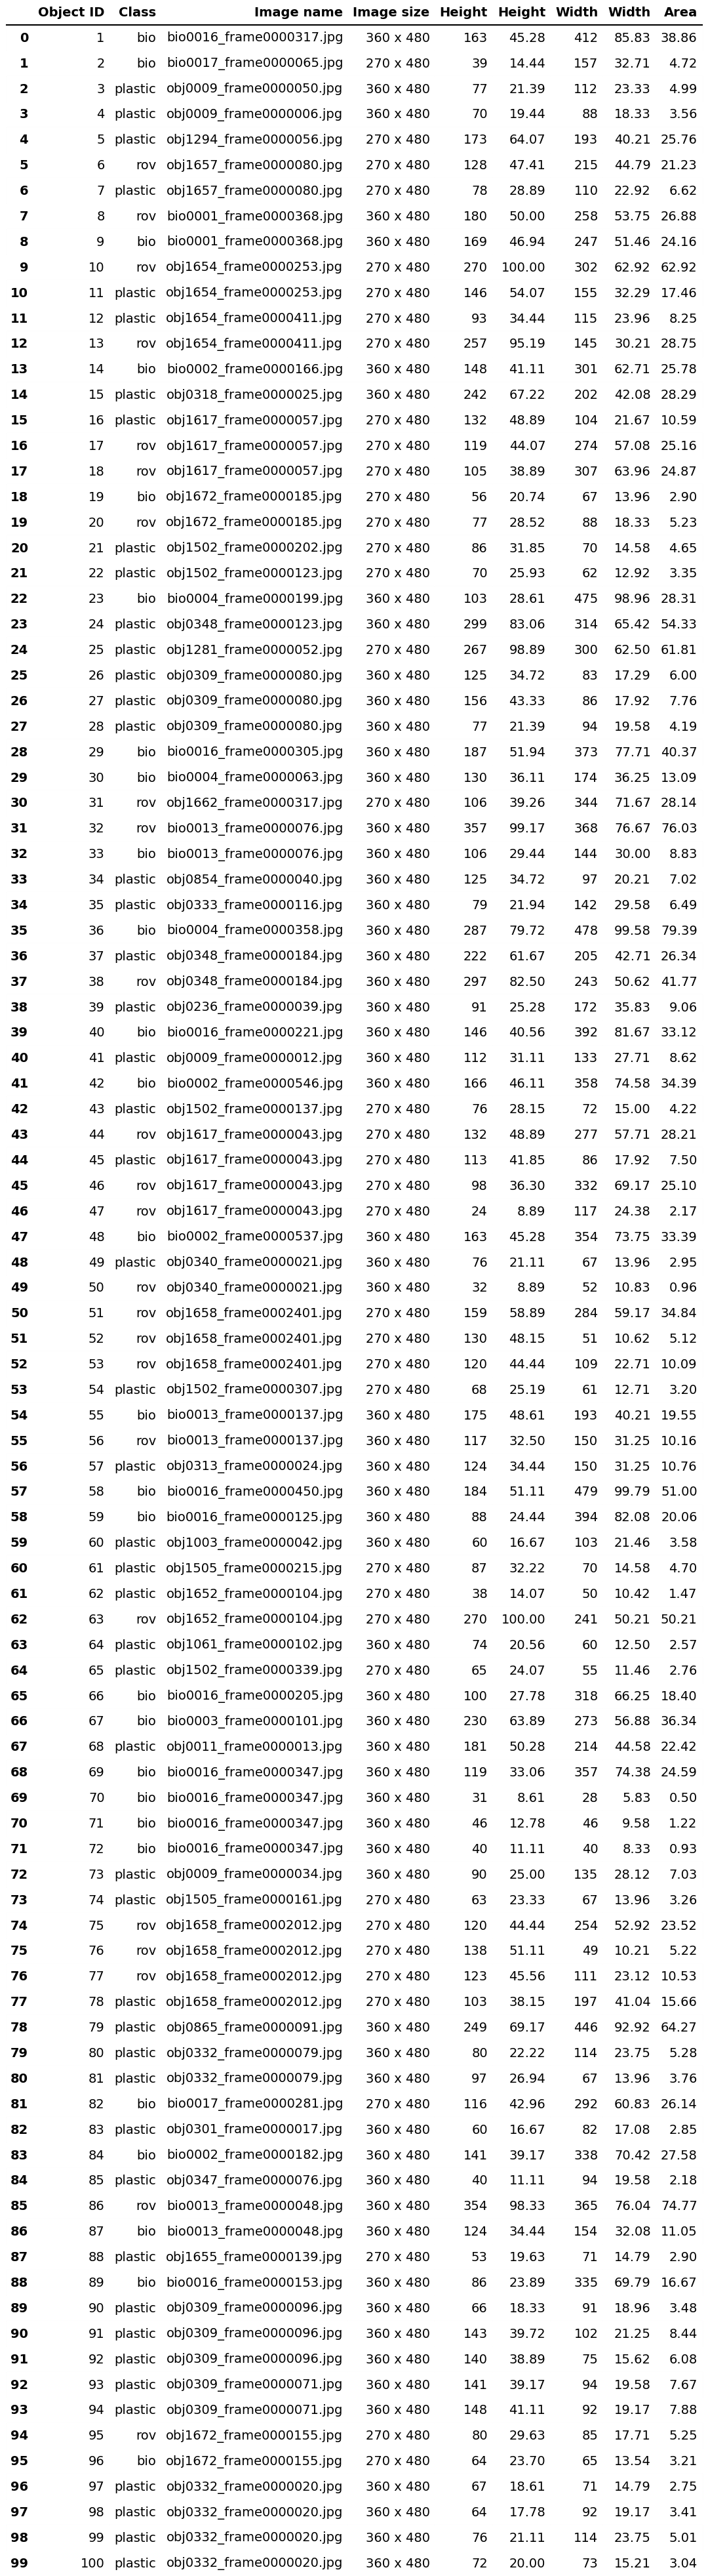 Object ID Class Image name Image size Height Height Width Width Area
0 1 bio bio0016_frame0000317.jpg 360 x 480 163 45.28 412 85.83 38.86
1 2 bio bio0017_frame0000065.jpg 270 x 480 39 14.44 157 32.71 4.72
2 3 plastic obj0009_frame0000050.jpg 360 x 480 77 21.39 112 23.33 4.99
3 4 plastic obj0009_frame0000006.jpg 360 x 480 70 19.44 88 18.33 3.56
4 5 plastic obj1294_frame0000056.jpg 270 x 480 173 64.07 193 40.21 25.76
5 6 rov obj1657_frame0000080.jpg 270 x 480 128 47.41 215 44.79 21.23
6 7 plastic obj1657_frame0000080.jpg 270 x 480 78 28.89 110 22.92 6.62
7 8 rov bio0001_frame0000368.jpg 360 x 480 180 50.00 258 53.75 26.88
8 9 bio bio0001_frame0000368.jpg 360 x 480 169 46.94 247 51.46 24.16
9 10 rov obj1654_frame0000253.jpg 270 x 480 270 100.00 302 62.92 62.92
10 11 plastic obj1654_frame0000253.jpg 270 x 480 146 54.07 155 32.29 17.46
11 12 plastic obj1654_frame0000411.jpg 270 x 480 93 34.44 115 23.96 8.25
12 13 rov obj1654_frame0000411.jpg 270 x 480 257 95.19 145 30.21 28.75
13 14 bio bio0002_frame0000166.jpg 360 x 480 148 41.11 301 62.71 25.78
14 15 plastic obj0318_frame0000025.jpg 360 x 480 242 67.22 202 42.08 28.29
15 16 plastic obj1617_frame0000057.jpg 270 x 480 132 48.89 104 21.67 10.59
16 17 rov obj1617_frame0000057.jpg 270 x 480 119 44.07 274 57.08 25.16
17 18 rov obj1617_frame0000057.jpg 270 x 480 105 38.89 307 63.96 24.87
18 19 bio obj1672_frame0000185.jpg 270 x 480 56 20.74 67 13.96 2.90
19 20 rov obj1672_frame0000185.jpg 270 x 480 77 28.52 88 18.33 5.23
20 21 plastic obj1502_frame0000202.jpg 270 x 480 86 31.85 70 14.58 4.65
21 22 plastic obj1502_frame0000123.jpg 270 x 480 70 25.93 62 12.92 3.35
22 23 bio bio0004_frame0000199.jpg 360 x 480 103 28.61 475 98.96 28.31
23 24 plastic obj0348_frame0000123.jpg 360 x 480 299 83.06 314 65.42 54.33
24 25 plastic obj1281_frame0000052.jpg 270 x 480 267 98.89 300 62.50 61.81
25 26 plastic obj0309_frame0000080.jpg 360 x 480 125 34.72 83 17.29 6.00
26 27 plastic obj0309_frame0000080.jpg 360 x 480 156 43.33 86 17.92 7.76
27 28 plastic obj0309_frame0000080.jpg 360 x 480 77 21.39 94 19.58 4.19
28 29 bio bio0016_frame0000305.jpg 360 x 480 187 51.94 373 77.71 40.37
29 30 bio bio0004_frame0000063.jpg 360 x 480 130 36.11 174 36.25 13.09
30 31 rov obj1662_frame0000317.jpg 270 x 480 106 39.26 344 71.67 28.14
31 32 rov bio0013_frame0000076.jpg 360 x 480 357 99.17 368 76.67 76.03
32 33 bio bio0013_frame0000076.jpg 360 x 480 106 29.44 144 30.00 8.83
33 34 plastic obj0854_frame0000040.jpg 360 x 480 125 34.72 97 20.21 7.02
34 35 plastic obj0333_frame0000116.jpg 360 x 480 79 21.94 142 29.58 6.49
35 36 bio bio0004_frame0000358.jpg 360 x 480 287 79.72 478 99.58 79.39
36 37 plastic obj0348_frame0000184.jpg 360 x 480 222 61.67 205 42.71 26.34
37 38 rov obj0348_frame0000184.jpg 360 x 480 297 82.50 243 50.62 41.77
38 39 plastic obj0236_frame0000039.jpg 360 x 480 91 25.28 172 35.83 9.06
39 40 bio bio0016_frame0000221.jpg 360 x 480 146 40.56 392 81.67 33.12
40 41 plastic obj0009_frame0000012.jpg 360 x 480 112 31.11 133 27.71 8.62
41 42 bio bio0002_frame0000546.jpg 360 x 480 166 46.11 358 74.58 34.39
42 43 plastic obj1502_frame0000137.jpg 270 x 480 76 28.15 72 15.00 4.22
43 44 rov obj1617_frame0000043.jpg 270 x 480 132 48.89 277 57.71 28.21
44 45 plastic obj1617_frame0000043.jpg 270 x 480 113 41.85 86 17.92 7.50
45 46 rov obj1617_frame0000043.jpg 270 x 480 98 36.30 332 69.17 25.10
46 47 rov obj1617_frame0000043.jpg 270 x 480 24 8.89 117 24.38 2.17
47 48 bio bio0002_frame0000537.jpg 360 x 480 163 45.28 354 73.75 33.39
48 49 plastic obj0340_frame0000021.jpg 360 x 480 76 21.11 67 13.96 2.95
49 50 rov obj0340_frame0000021.jpg 360 x 480 32 8.89 52 10.83 0.96
50 51 rov obj1658_frame0002401.jpg 270 x 480 159 58.89 284 59.17 34.84
51 52 rov obj1658_frame0002401.jpg 270 x 480 130 48.15 51 10.62 5.12
52 53 rov obj1658_frame0002401.jpg 270 x 480 120 44.44 109 22.71 10.09
53 54 plastic obj1502_frame0000307.jpg 270 x 480 68 25.19 61 12.71 3.20
54 55 bio bio0013_frame0000137.jpg 360 x 480 175 48.61 193 40.21 19.55
55 56 rov bio0013_frame0000137.jpg 360 x 480 117 32.50 150 31.25 10.16
56 57 plastic obj0313_frame0000024.jpg 360 x 480 124 34.44 150 31.25 10.76
57 58 bio bio0016_frame0000450.jpg 360 x 480 184 51.11 479 99.79 51.00
58 59 bio bio0016_frame0000125.jpg 360 x 480 88 24.44 394 82.08 20.06
59 60 plastic obj1003_frame0000042.jpg 360 x 480 60 16.67 103 21.46 3.58
60 61 plastic obj1505_frame0000215.jpg 270 x 480 87 32.22 70 14.58 4.70
61 62 plastic obj1652_frame0000104.jpg 270 x 480 38 14.07 50 10.42 1.47
62 63 rov obj1652_frame0000104.jpg 270 x 480 270 100.00 241 50.21 50.21
63 64 plastic obj1061_frame0000102.jpg 360 x 480 74 20.56 60 12.50 2.57
64 65 plastic obj1502_frame0000339.jpg 270 x 480 65 24.07 55 11.46 2.76
65 66 bio bio0016_frame0000205.jpg 360 x 480 100 27.78 318 66.25 18.40
66 67 bio bio0003_frame0000101.jpg 360 x 480 230 63.89 273 56.88 36.34
67 68 plastic obj0011_frame0000013.jpg 360 x 480 181 50.28 214 44.58 22.42
68 69 bio bio0016_frame0000347.jpg 360 x 480 119 33.06 357 74.38 24.59
69 70 bio bio0016_frame0000347.jpg 360 x 480 31 8.61 28 5.83 0.50
70 71 bio bio0016_frame0000347.jpg 360 x 480 46 12.78 46 9.58 1.22
71 72 bio bio0016_frame0000347.jpg 360 x 480 40 11.11 40 8.33 0.93
72 73 plastic obj0009_frame0000034.jpg 360 x 480 90 25.00 135 28.12 7.03
73 74 plastic obj1505_frame0000161.jpg 270 x 480 63 23.33 67 13.96 3.26
74 75 rov obj1658_frame0002012.jpg 270 x 480 120 44.44 254 52.92 23.52
75 76 rov obj1658_frame0002012.jpg 270 x 480 138 51.11 49 10.21 5.22
76 77 rov obj1658_frame0002012.jpg 270 x 480 123 45.56 111 23.12 10.53
77 78 plastic obj1658_frame0002012.jpg 270 x 480 103 38.15 197 41.04 15.66
78 79 plastic obj0865_frame0000091.jpg 360 x 480 249 69.17 446 92.92 64.27
79 80 plastic obj0332_frame0000079.jpg 360 x 480 80 22.22 114 23.75 5.28
80 81 plastic obj0332_frame0000079.jpg 360 x 480 97 26.94 67 13.96 3.76
81 82 bio bio0017_frame0000281.jpg 270 x 480 116 42.96 292 60.83 26.14
82 83 plastic obj0301_frame0000017.jpg 360 x 480 60 16.67 82 17.08 2.85
83 84 bio bio0002_frame0000182.jpg 360 x 480 141 39.17 338 70.42 27.58
84 85 plastic obj0347_frame0000076.jpg 360 x 480 40 11.11 94 19.58 2.18
85 86 rov bio0013_frame0000048.jpg 360 x 480 354 98.33 365 76.04 74.77
86 87 bio bio0013_frame0000048.jpg 360 x 480 124 34.44 154 32.08 11.05
87 88 plastic obj1655_frame0000139.jpg 270 x 480 53 19.63 71 14.79 2.90
88 89 bio bio0016_frame0000153.jpg 360 x 480 86 23.89 335 69.79 16.67
89 90 plastic obj0309_frame0000096.jpg 360 x 480 66 18.33 91 18.96 3.48
90 91 plastic obj0309_frame0000096.jpg 360 x 480 143 39.72 102 21.25 8.44
91 92 plastic obj0309_frame0000096.jpg 360 x 480 140 38.89 75 15.62 6.08
92 93 plastic obj0309_frame0000071.jpg 360 x 480 141 39.17 94 19.58 7.67
93 94 plastic obj0309_frame0000071.jpg 360 x 480 148 41.11 92 19.17 7.88
94 95 rov obj1672_frame0000155.jpg 270 x 480 80 29.63 85 17.71 5.25
95 96 bio obj1672_frame0000155.jpg 270 x 480 64 23.70 65 13.54 3.21
96 97 plastic obj0332_frame0000020.jpg 360 x 480 67 18.61 71 14.79 2.75
97 98 plastic obj0332_frame0000020.jpg 360 x 480 64 17.78 92 19.17 3.41
98 99 plastic obj0332_frame0000020.jpg 360 x 480 76 21.11 114 23.75 5.01
99 100 plastic obj0332_frame0000020.jpg 360 x 480 72 20.00 73 15.21 3.04